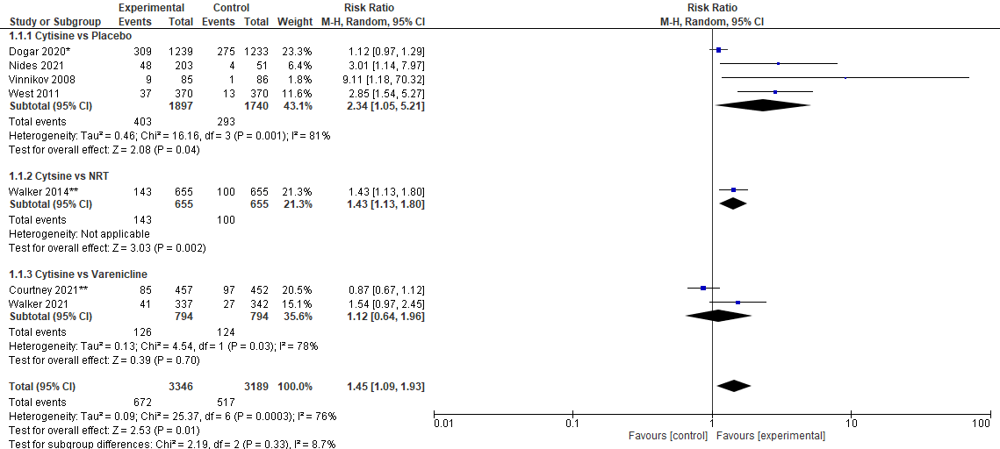 Experimental Control Risk Ratio Risk Ratio
Study or Subgroup Events Total Events Total Weight M-H, Random, 95% CI M-H, Random, 95% CI
1.1.1 Cytisine vs Placebo
Dogar 2020* 309 1239 275 1233 23.3% 1.12 [0.97, 1.29]
Nides 2021 48 203 4 51 6.4% 3.01 [1.14, 7.97]
Vinnikov 2008 9 85 1 86 1.8% 9.11 [1.18, 70.32]
West 2011 37 370 13 370 11.6% 2.85 [1.54, 5.27]
Subtotal (95% CI) 1897 1740 43.1% 2.34 [1.05, 5.21]
Total events 403 293
Heterogeneity: Tau² = 0.46; Chi² = 16.16, df = 3 (P = 0.001); I² = 81%
Test for overall effect: Z = 2.08 (P = 0.04)
1.1.2 Cytsine vs NRT
Walker 2014** 143 655 100 655 21.3% 1.43 [1.13, 1.80]
Subtotal (95% CI) 655 655 21.3% 1.43 [1.13, 1.80]
Total events 143 100
Heterogeneity: Not applicable
Test for overall effect: Z = 3.03 (P = 0.002)
1.1.3 Cytisine vs Varenicline
Courtney 2021** 85 457 97 452 20.5% 0.87 [0.67, 1.12]
Walker 2021 41 337 27 342 15.1% 1.54 [0.97, 2.45]
Subtotal (95% CI) 794 794 35.6% 1.12 [0.64, 1.96]
Total events 126 124
Heterogeneity: Tau² = 0.13; Chi² = 4.54, df = 1 (P = 0.03); I² = 78%
Test for overall effect: Z = 0.39 (P = 0.70)
Total (95% CI) 3346 3189 100.0% 1.45 [1.09, 1.93]
Total events 672 517
Heterogeneity: Tau² = 0.09; Chi² = 25.37, df = 6 (P = 0.0003); I² = 76%
Test for overall effect: Z = 2.53 (P = 0.01)
Test for subgroup differences: Chi² = 2.19, df = 2 (P = 0.33), I² = 8.7%
0.01 0.1 1 10 100
Favours [control] Favours [experimental]